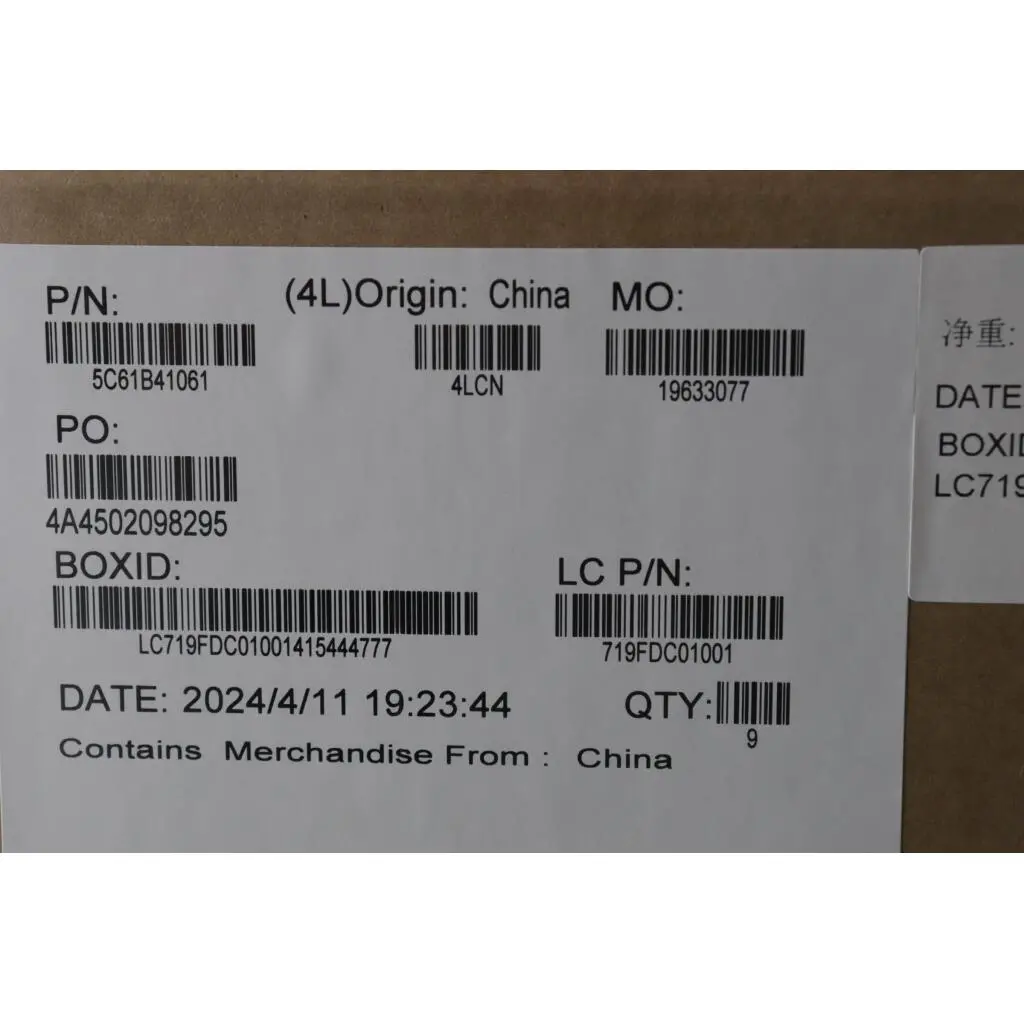 P/N: (4L)Origin: China MO:
5C61B41061 4LCN 19633077
PO:
4A4502098295
BOXID: LC P/N:
LC719FDC01001415444777 719FDC01001
DATE: 2024/4/11 19:23:44 QTY:
9
Contains Merchandise From : China
净重:
DATE
BOXID
LC719